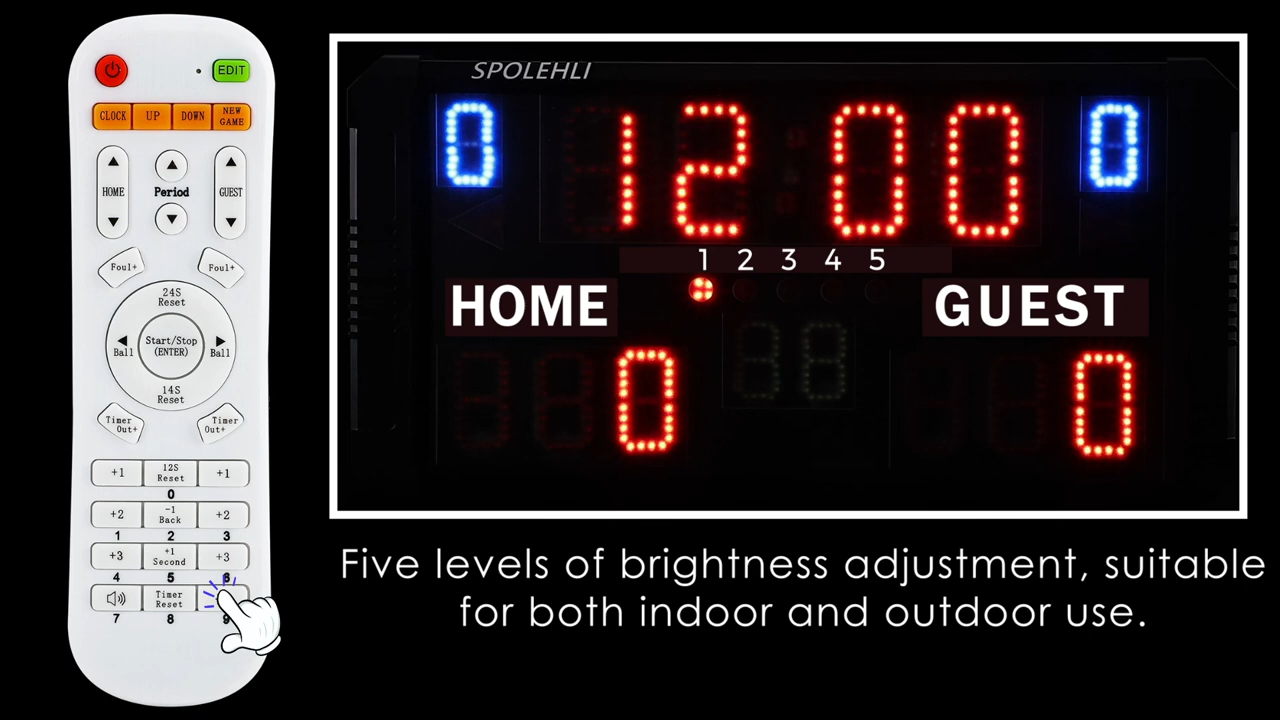 EDIT
CLOCK UP DOWN NEW GAME
HOME Period GUEST
Foul+ Foul+
24S
Reset
Ball Start/Stop (ENTER) Ball
14S
Reset
Timer Out+ Timer Out+
+1 12S Reset +1
0
+2 -1 Back +2
1 2 3
+3 +1 Second +3
4 5 6
Timer Reset
7 8 9
SPOLEHLI
0 12 00 0
1 2 3 4 5
HOME GUEST
0 0
Five levels of brightness adjustment, suitable
for both indoor and outdoor use.